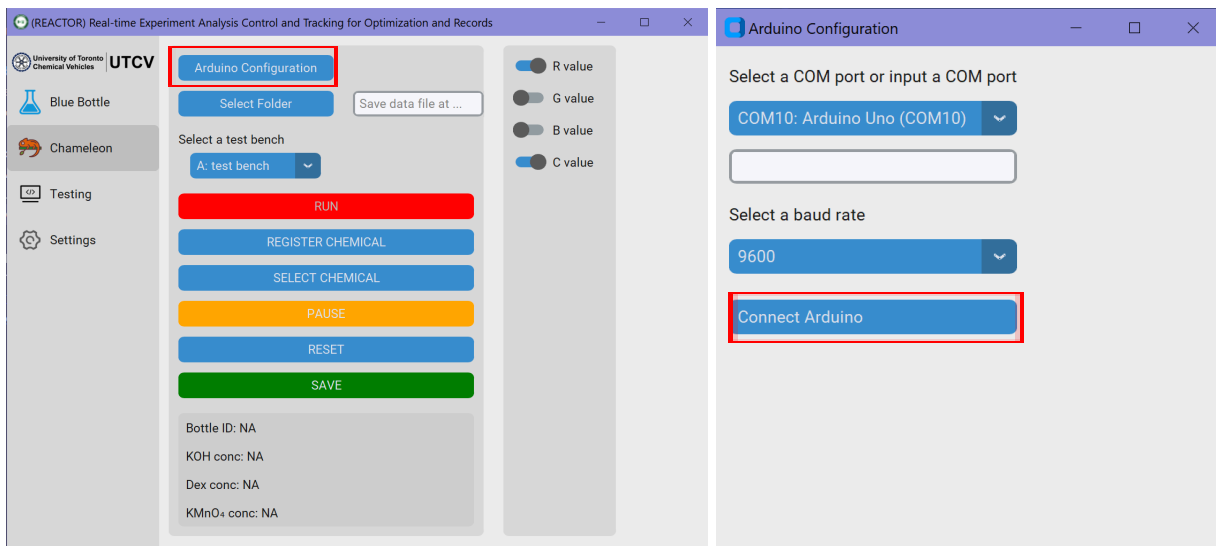 (REACTOR) Real-time Experiment Analysis Control and Tracking for Optimization and Records
University of Toronto
Chemical Vehicles
UTCV
Blue Bottle
Chameleon
Testing
Settings
Arduino Configuration
Select Folder
Save data file at ...
Select a test bench
A: test bench
RUN
REGISTER CHEMICAL
SELECT CHEMICAL
PAUSE
RESET
SAVE
Bottle ID: NA
KOH conc: NA
Dex conc: NA
KMnO₄ conc: NA
R value
G value
B value
C value
Arduino Configuration
Select a COM port or input a COM port
COM10: Arduino Uno (COM10)
Select a baud rate
9600
Connect Arduino